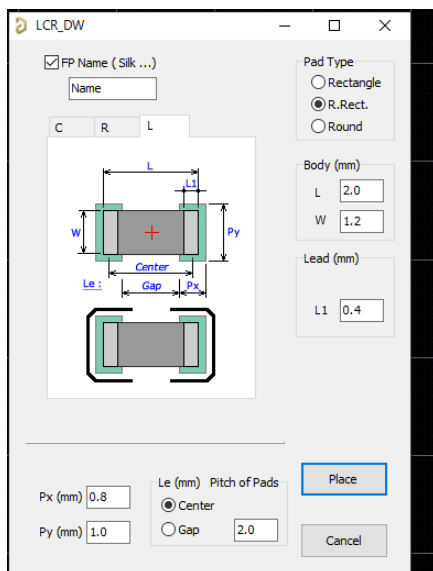 LCR_DW
FP Name ( Silk ...)
Name
C R L
L
L1
W
Py
Center
Le : Gap Px
Pad Type
Rectangle
R.Rect.
Round
Body (mm)
L 2.0
W 1.2
Lead (mm)
L1 0.4
Px (mm) 0.8
Py (mm) 1.0
Le (mm) Pitch of Pads
Center
Gap 2.0
Place
Cancel